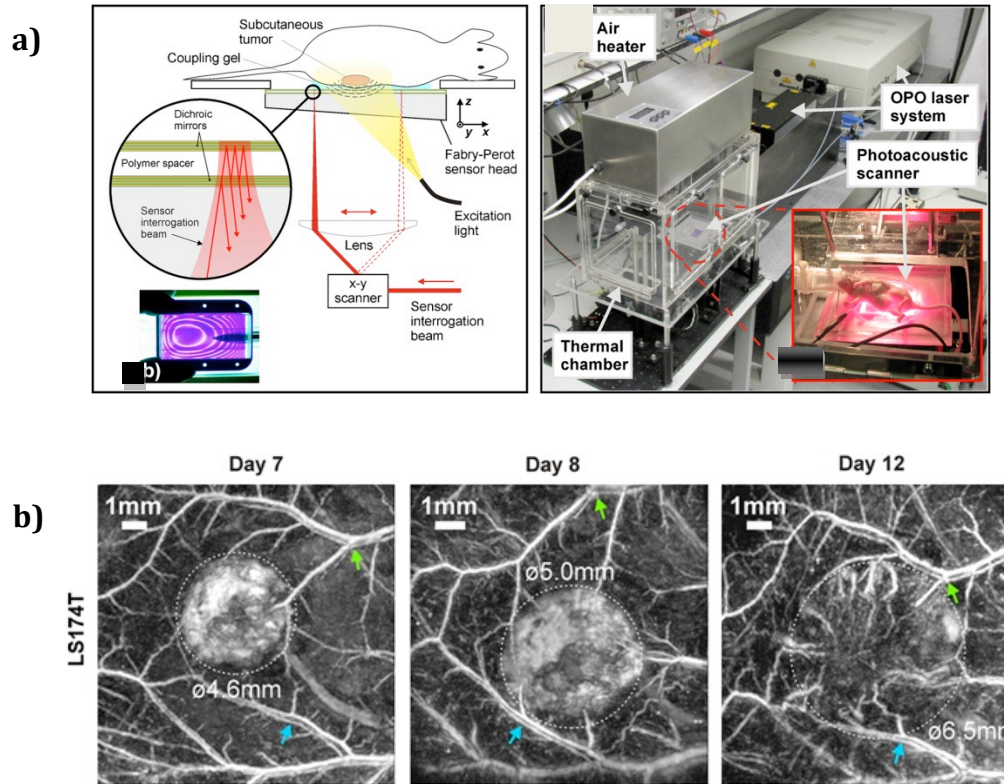 a)
Subcutaneous
tumor
Coupling gel
Dichroic
mirrors
Polymer spacer
Sensor
interrogation
beam
z
y x
Fabry-Perot
sensor head
Excitation
light
Lens
x-y
scanner
Sensor
interrogation
beam
b)
Air
heater
OPO laser
system
Photoacoustic
scanner
Thermal
chamber
b)
Day 7
Day 8
Day 12
LS174T
1mm
ø4.6mm
1mm
ø5.0mm
1mm
ø6.5mm